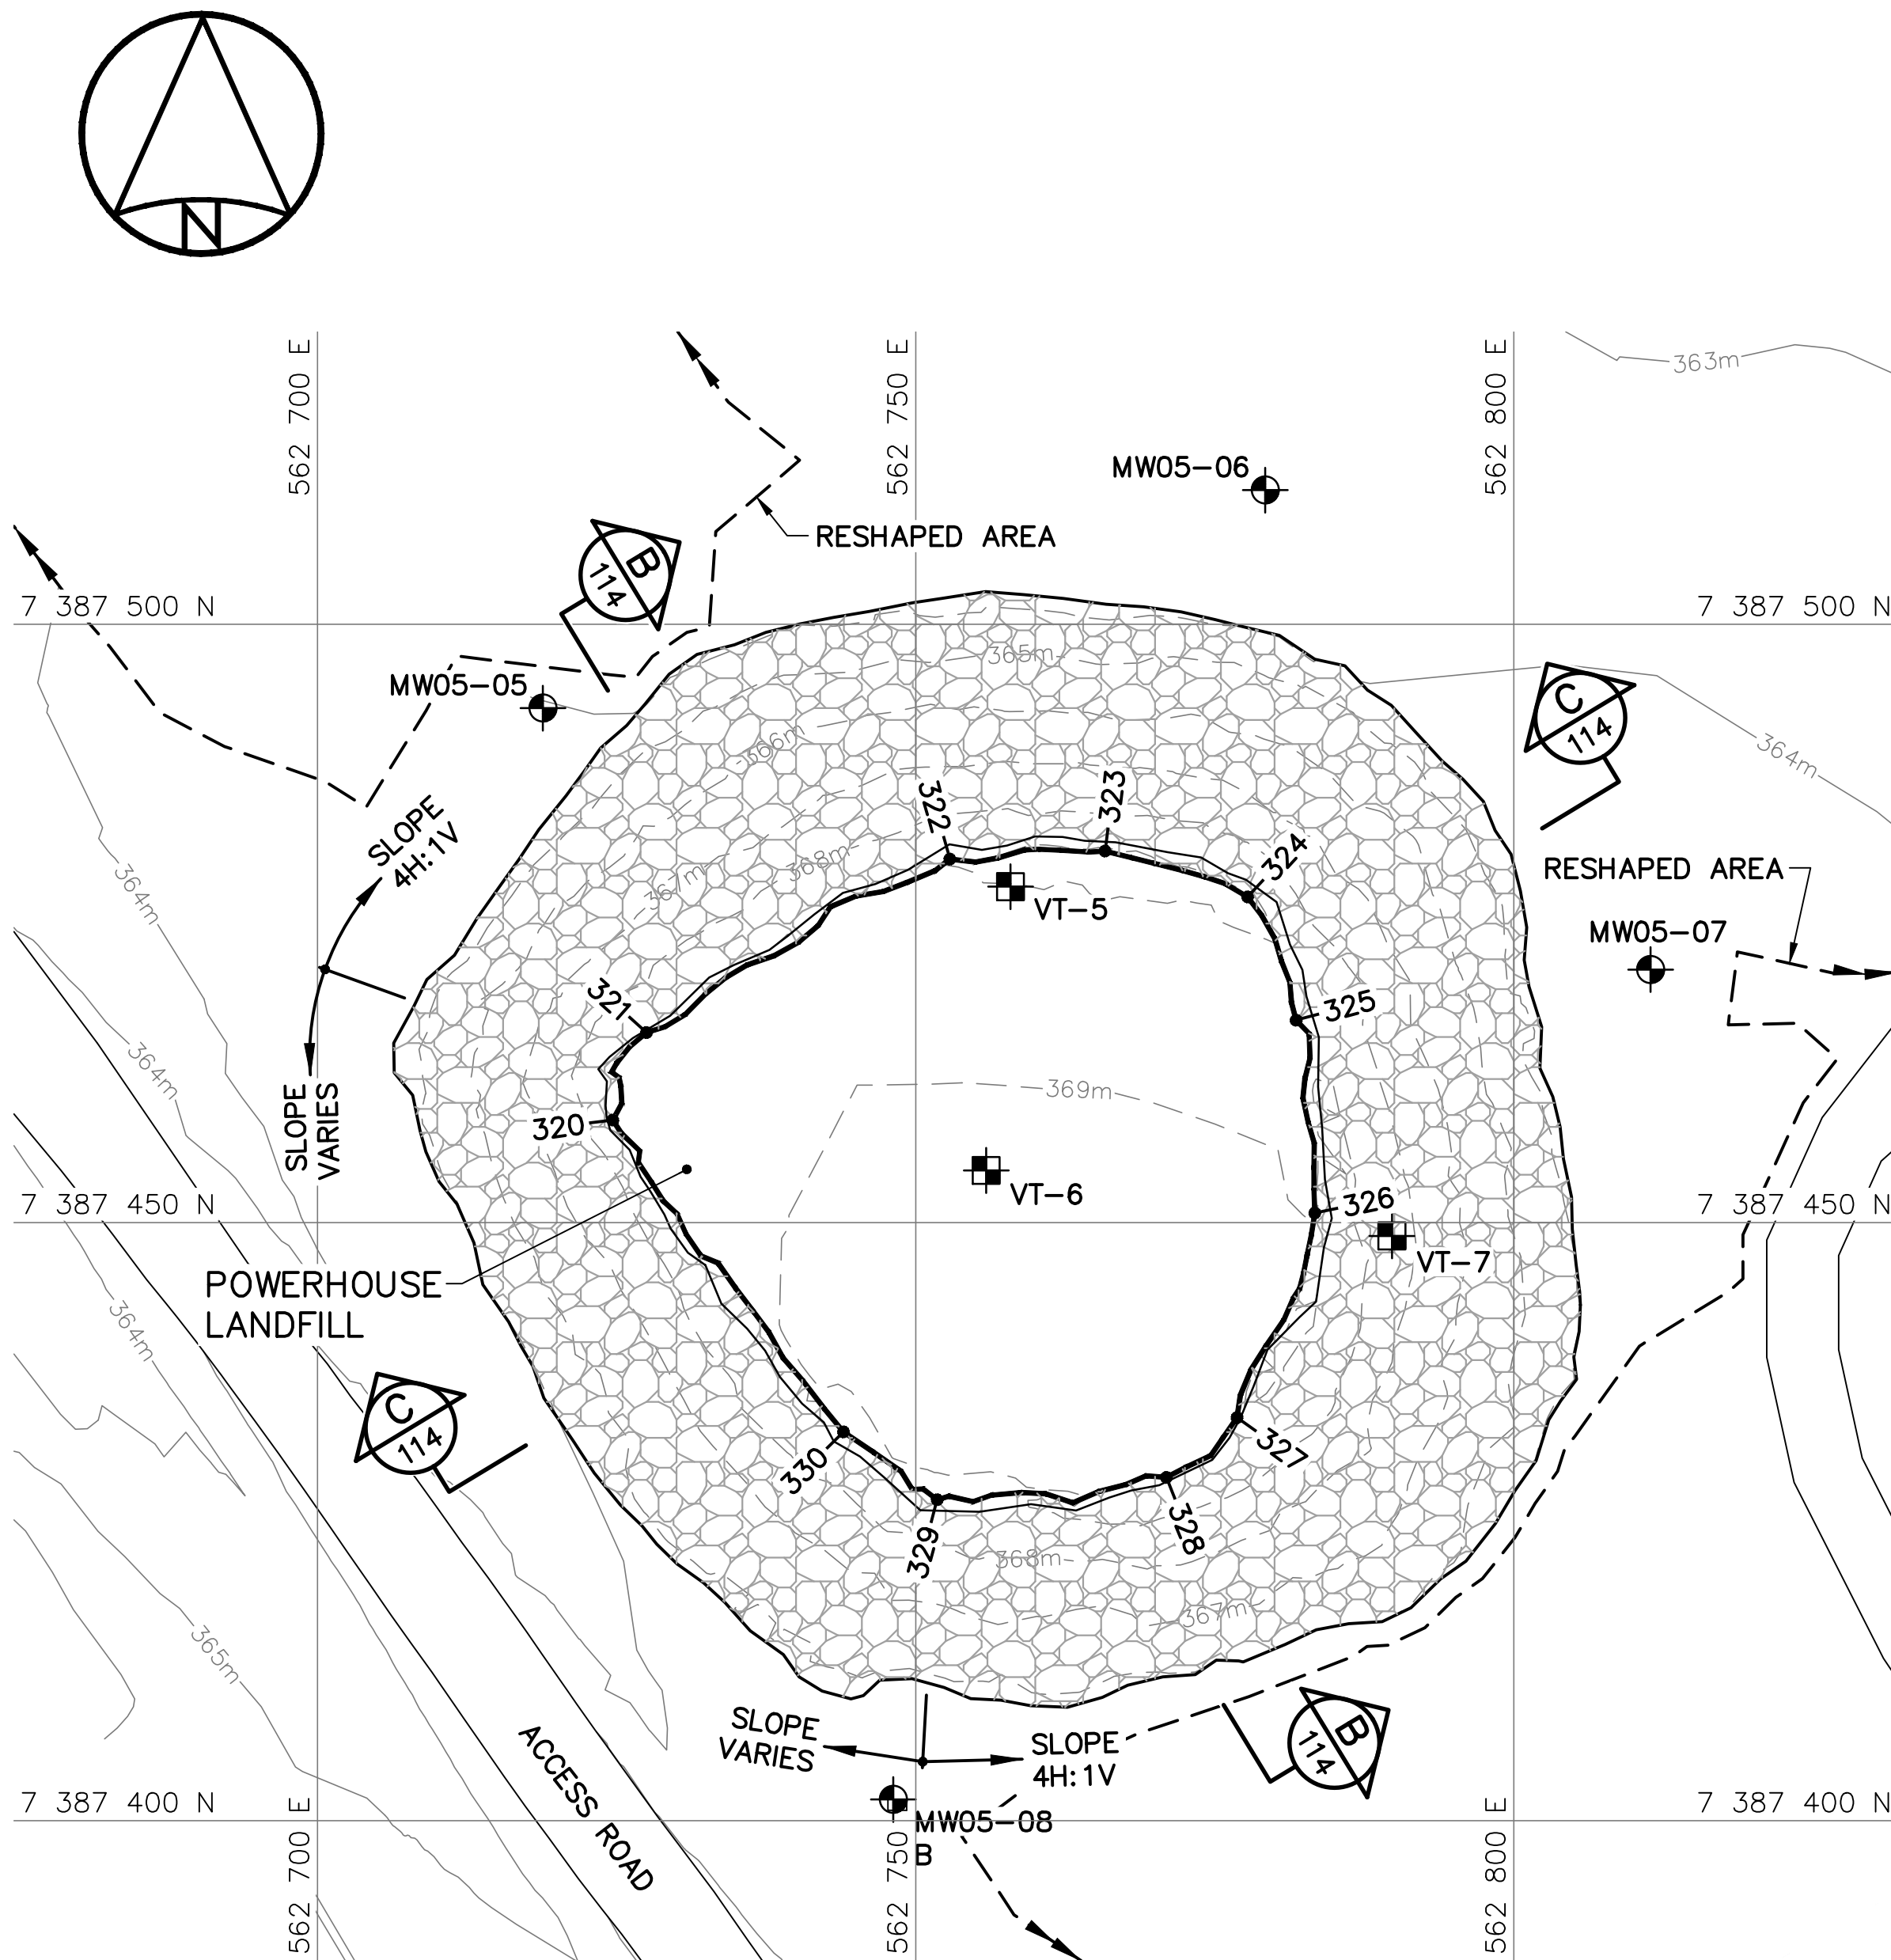 N
562 700 E
562 750 E
562 800 E
363m
MW05-06
RESHAPED AREA
B
114
7 387 500 N
7 387 500 N
365m
MW05-05
C
114
366m
364m
322
323
SLOPE
4H:1V
324
368m
367m
RESHAPED AREA
364m
VT-5
MW05-07
321
325
364m
369m
SLOPE
VARIES
320
VT-6
326
7 387 450 N
7 387 450 N
VT-7
POWERHOUSE
LANDFILL
364m
C
114
327
330
328
329
368m
367m
365m
SLOPE
VARIES
SLOPE
4H:1V
B
114
ACCESS ROAD
7 387 400 N
7 387 400 N
MW05-08
B
562 700 E
562 750 E
562 800 E